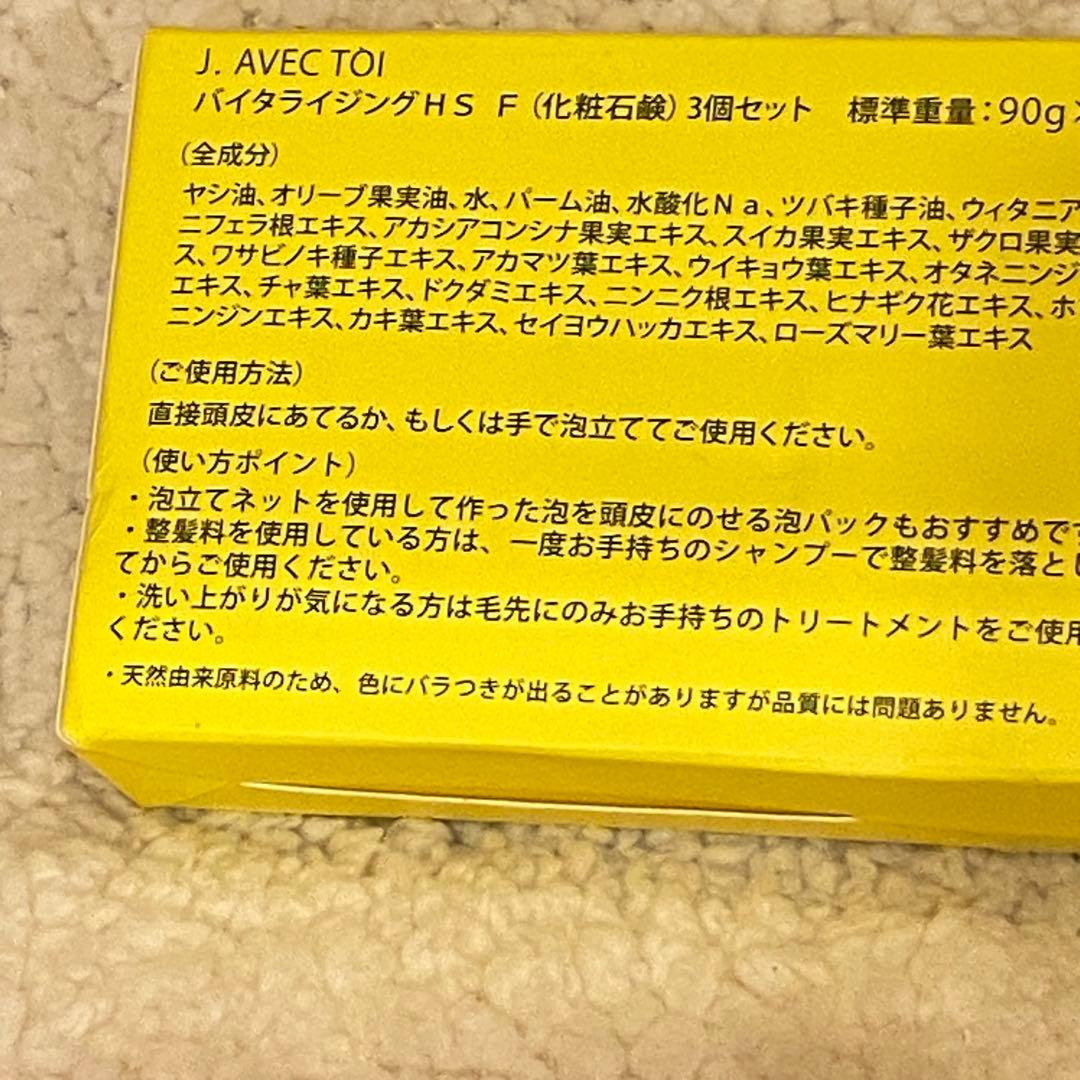 J. AVEC TOI
バイタライジングHS F（化粧石鹸）3個セット 標準重量：90g
（全成分）
ヤシ油、オリーブ果実油、水、パーム油、水酸化Na、ツバキ種子油、ウィタニア
ニフェラ根エキス、アカシアコンシナ果実エキス、スイカ果実エキス、ザクロ果実
ス、ワサビノキ種子エキス、アカマツ葉エキス、ウイキョウ葉エキス、オタネニンジ
エキス、チャ葉エキス、ドクダミエキス、ニンニク根エキス、ヒナギク花エキス、ホ
ニンジンエキス、カキ葉エキス、セイヨウハッカエキス、ローズマリー葉エキス
（ご使用方法）
直接頭皮にあてるか、もしくは手で泡立ててご使用ください。
（使い方ポイント）
・泡立てネットを使用して作った泡を頭皮にのせる泡パックもおすすめです
・整髪料を使用している方は、一度お手持ちのシャンプーで整髪料を落とし
てからご使用ください。
・洗い上がりが気になる方は毛先にのみお手持ちのトリートメントをご使用
ください。
・天然由来原料のため、色にバラつきが出ることがありますが品質には問題ありません。